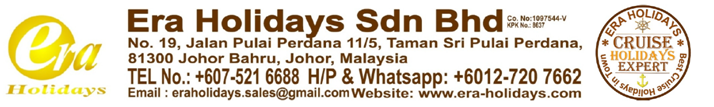 era
Holidays
Era Holidays Sdn Bhd
Co. No:1097544-V
KPK No.: 8637
No. 19, Jalan Pulai Perdana 11/5, Taman Sri Pulai Perdana,
81300 Johor Bahru, Johor, Malaysia
TEL No.: +607-521 6688 H/P & Whatsapp: +6012-720 7662
Email : eraholidays.sales@gmail.com Website: www.era-holidays.com
ERA HOLIDAYS
CRUISE
HOLIDAYS
EXPERT
Best Cruise Holidays in Town